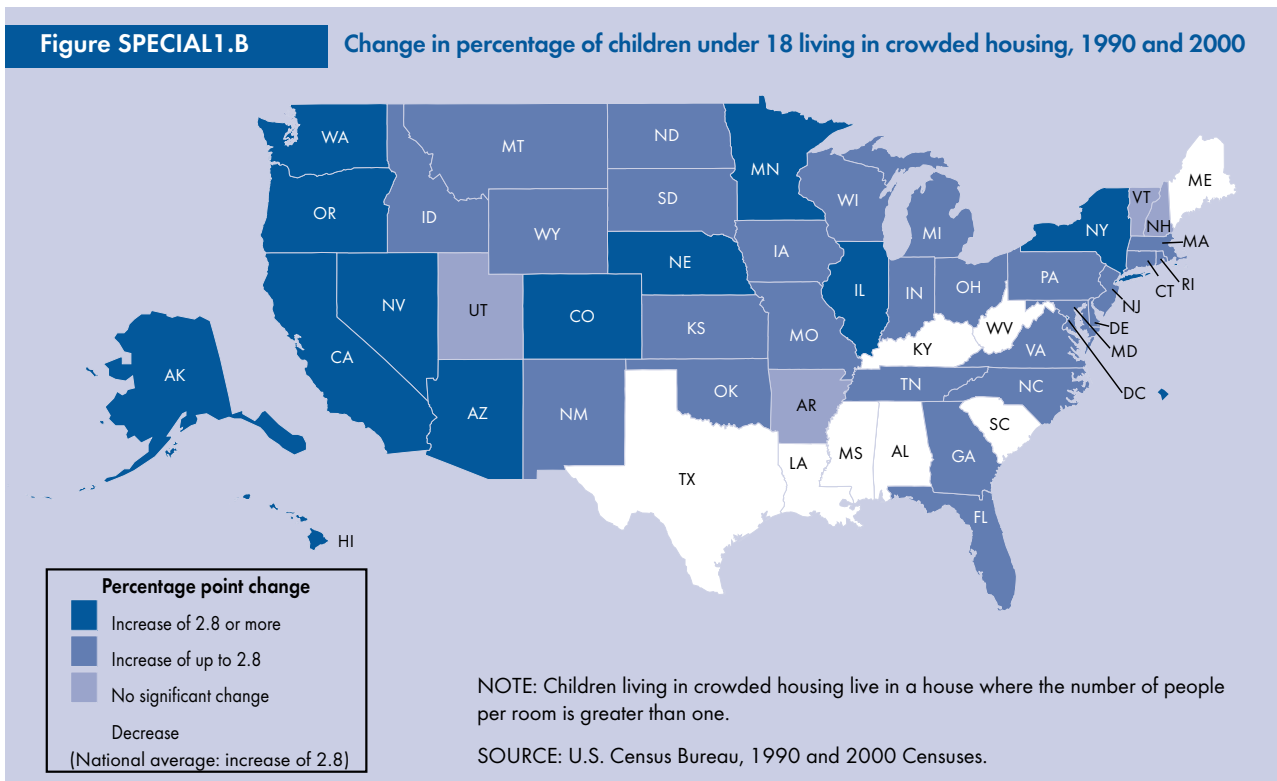 Figure SPECIAL1.B
Change in percentage of children under 18 living in crowded housing, 1990 and 2000
WA
MT
ND
MN
ME
OR
ID
SD
WI
VT
NH
WY
MI
NY
MA
IA
NE
PA
CT
RI
NV
UT
CO
IL
IN
OH
NJ
KS
MO
WV
DE
CA
KY
VA
MD
AK
AZ
NM
OK
AR
TN
NC
DC
SC
TX
LA
MS
AL
GA
FL
HI
Percentage point change
Increase of 2.8 or more
Increase of up to 2.8
No significant change
Decrease
(National average: increase of 2.8)
NOTE: Children living in crowded housing live in a house where the number of people
per room is greater than one.
SOURCE: U.S. Census Bureau, 1990 and 2000 Censuses.